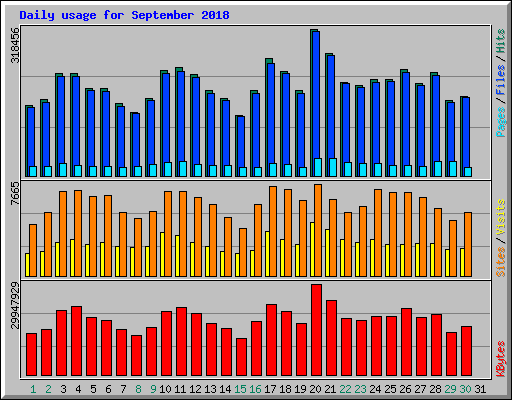 Daily usage for September 2018
318456
Pages / Files / Hits
7665
Sites / Visits
29947929
KBytes
1 2 3 4 5 6 7 8 9 10 11 12 13 14 15 16 17 18 19 20 21 22 23 24 25 26 27 28 29 30 31